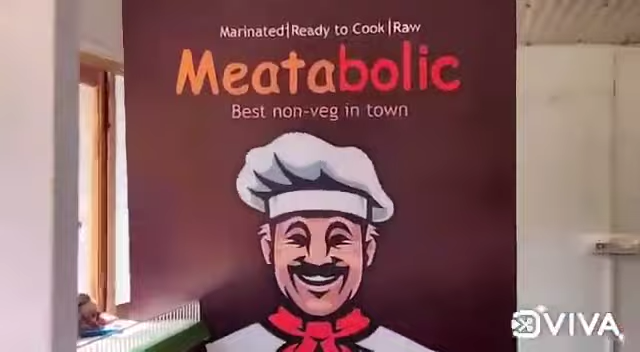 Marinated|Ready to Cook|Raw
Meatabolic
Best non-veg in town
VIVA